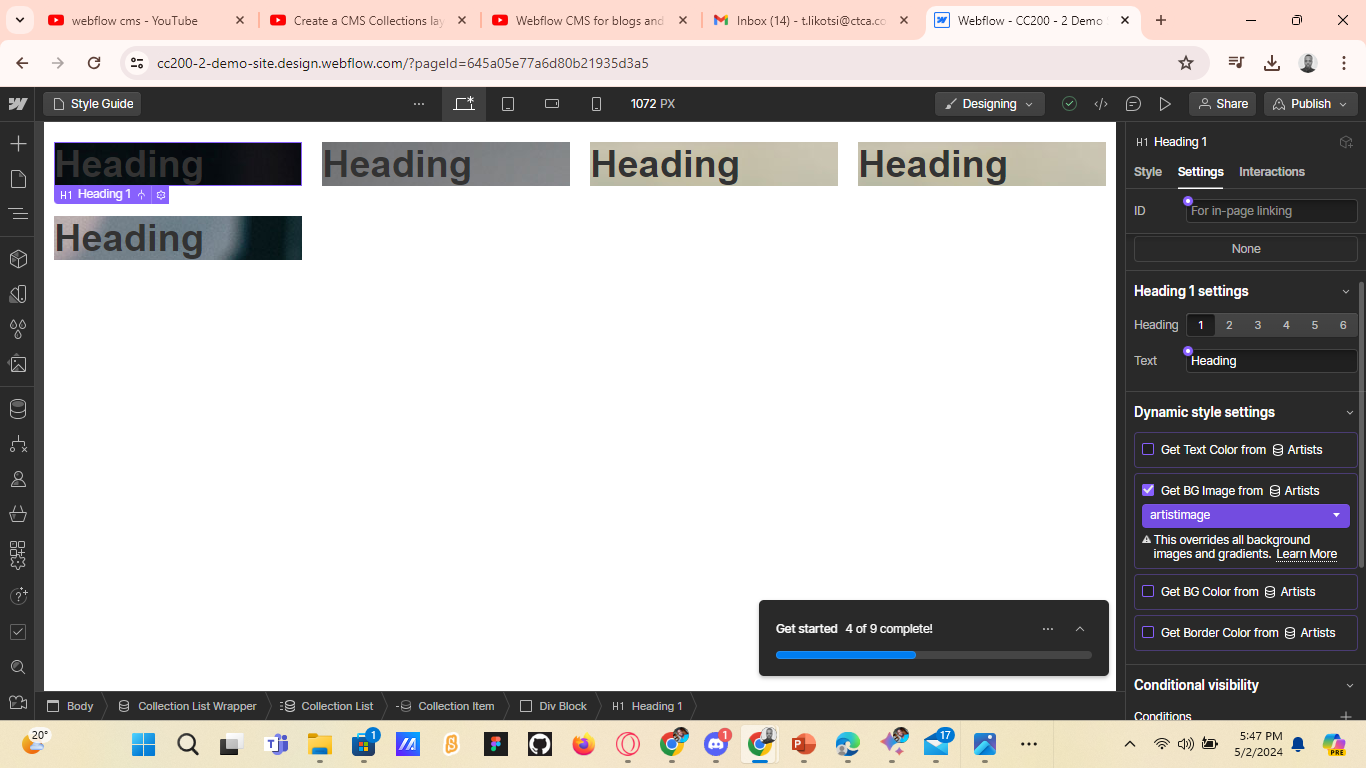 webflow cms - YouTube
Create a CMS Collections lay
Webflow CMS for blogs and
Inbox (14) - t.likotsi@ctca.co
Webflow - CC200 - 2 Demo
cc200-2-demo-site.design.webflow.com/?pageId=645a05e77a6d80b21935d3a5
Style Guide
1072 PX
Designing
Share
Publish
Heading
Heading
Heading
Heading
H1 Heading 1
Heading
H1 Heading 1
Style Settings Interactions
ID For in-page linking
None
Heading 1 settings
Heading 1 2 3 4 5 6
Text Heading
Dynamic style settings
Get Text Color from Artists
Get BG Image from Artists
artistimage
This overrides all background
images and gradients. Learn More
Get BG Color from Artists
Get Border Color from Artists
Conditional visibility
Conditions
Get started 4 of 9 complete!
Body Collection List Wrapper Collection List Collection Item Div Block H1 Heading 1
20°
1
1
17
PRE
5:47 PM
5/2/2024